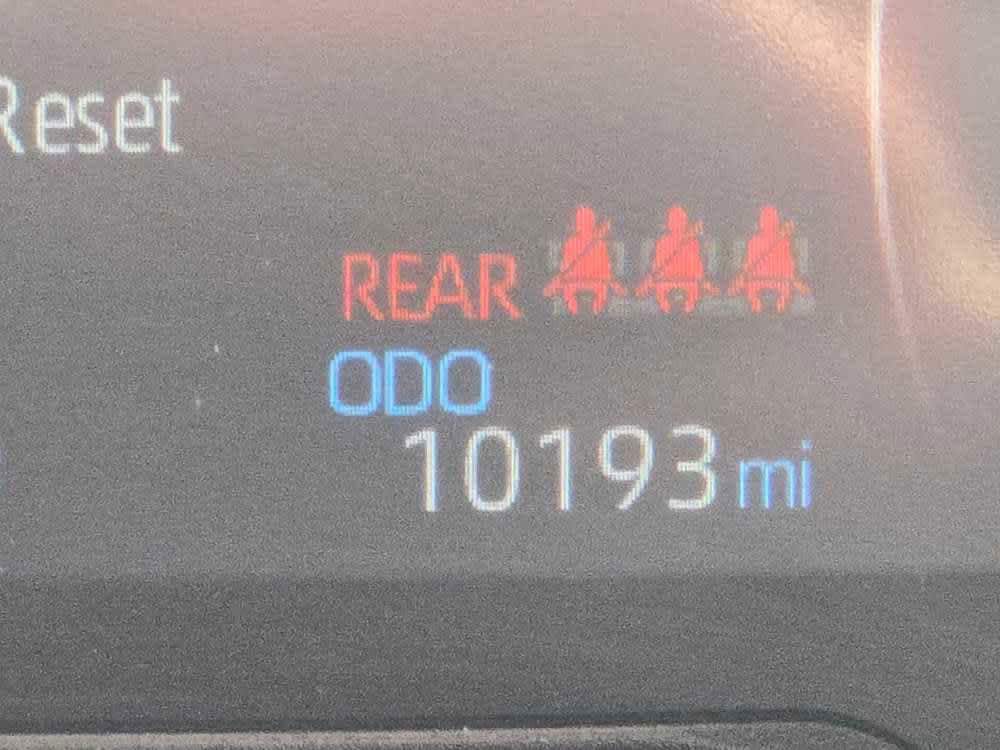 Reset
REAR
ODO
10193 mi